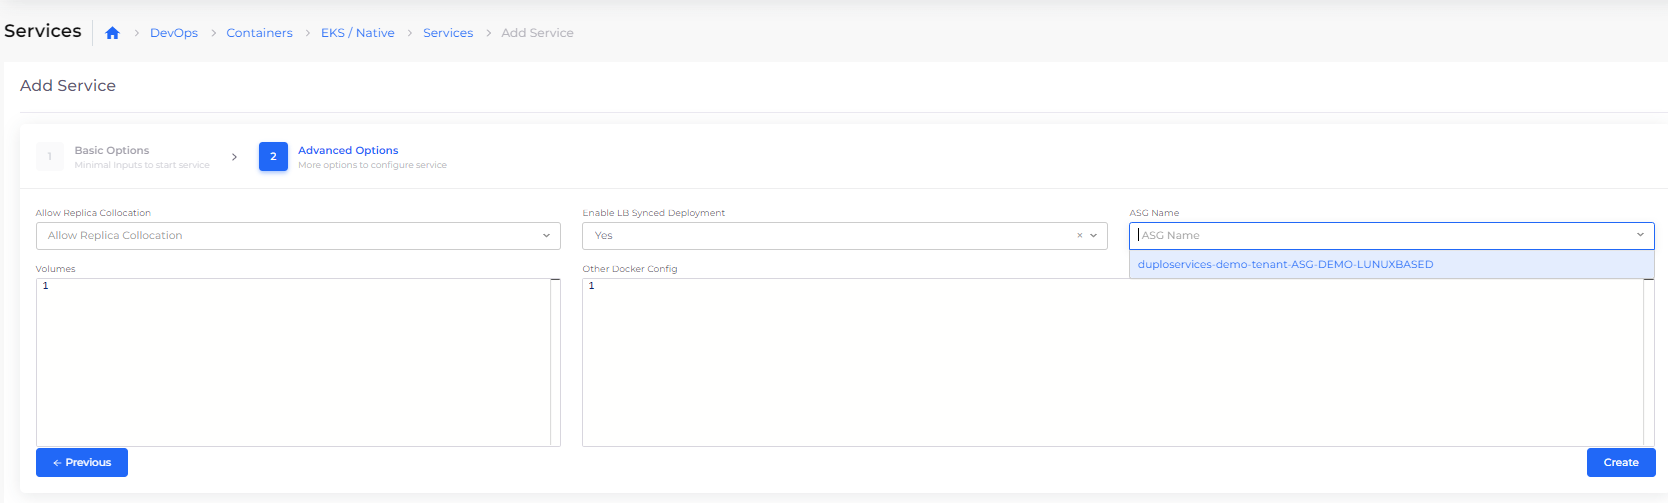 Services > DevOps > Containers > EKS / Native > Services > Add Service
Add Service
1 Basic Options > 2 Advanced Options
Minimal Inputs to start service More options to configure service
Allow Replica Collocation Enable LB Synced Deployment ASG Name
Allow Replica Collocation Yes × ASG Name
duploservices-demo-tenant-ASG-DEMO-LUNUXBASED
Volumes Other Docker Config
1 1
← Previous Create